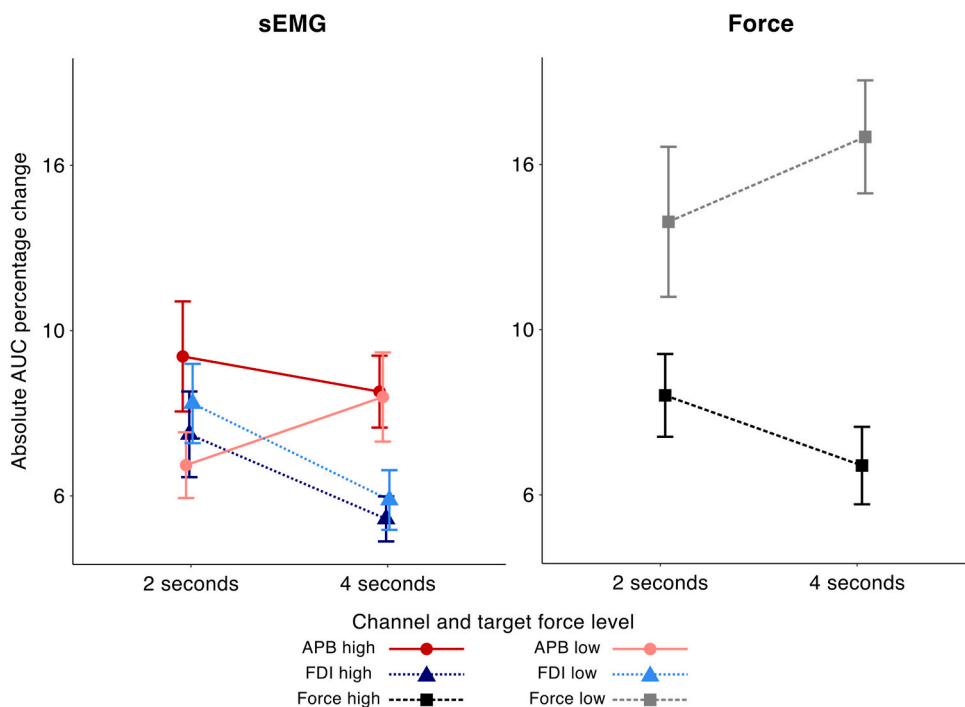 sEMG
Force
Absolute AUC percentage change
16
10
6
2 seconds
4 seconds
16
10
6
2 seconds
4 seconds
Channel and target force level
APB high
APB low
FDI high
FDI low
Force high
Force low